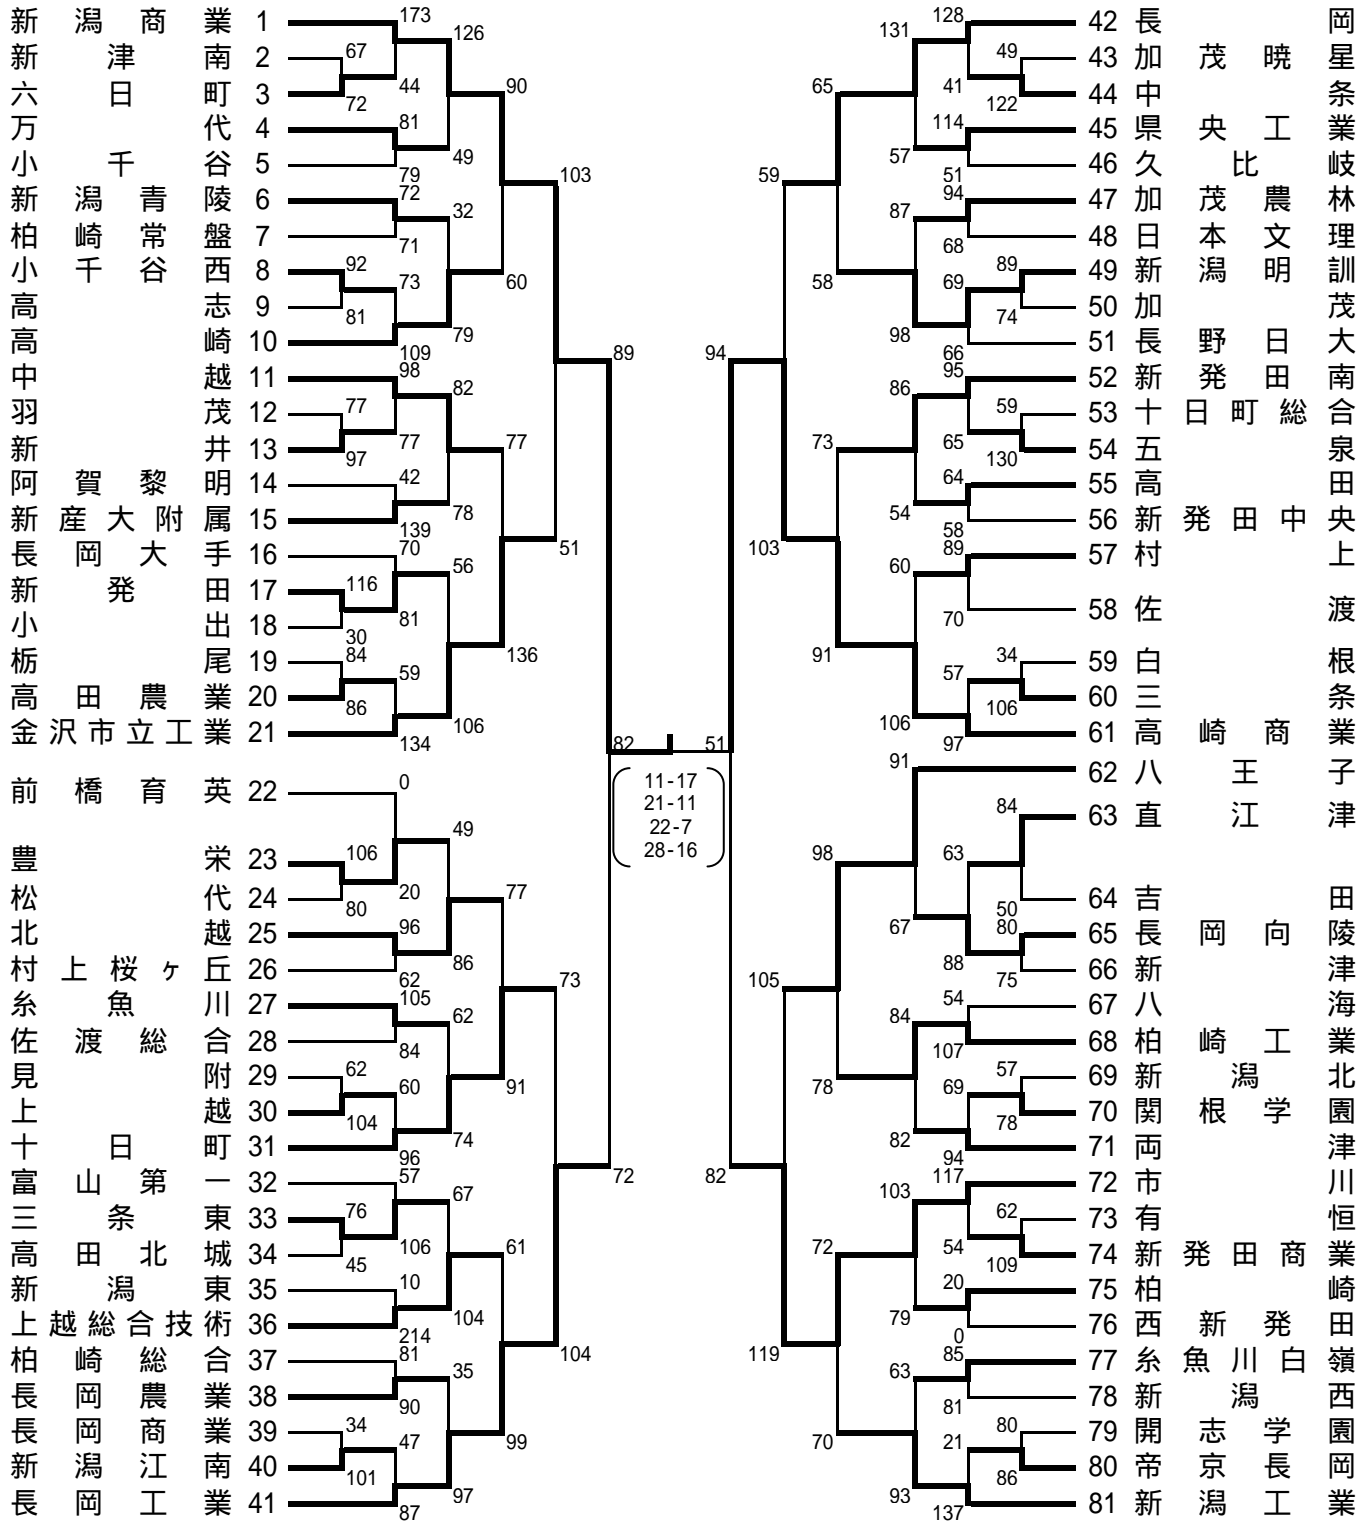 新潟商業 1
新津南 2
六日町 3
万代 4
小千谷 5
新潟青陵 6
柏崎常盤 7
小千谷西 8
高志 9
高崎 10
中越 11
羽茂 12
新井 13
阿賀黎明 14
新産大附属 15
長岡大手 16
新発田 17
小出 18
栃尾 19
高田農業 20
金沢市立工業 21
前橋育英 22
豊栄 23
松代 24
北越 25
村上桜ヶ丘 26
糸魚川 27
佐渡総合 28
見附 29
上越 30
十日町 31
富山第一 32
三条東 33
高田北城 34
新潟東 35
上越総合技術 36
柏崎総合 37
長岡農業 38
長岡商業 39
新潟江南 40
長岡工業 41
67
72
92
81
77
97
116
30
84
86
106
80
62
104
76
45
34
101
173
44
81
79
72
71
73
109
98
77
42
139
70
81
59
134
0
20
96
62
105
84
60
96
57
106
10
214
81
90
47
87
126
49
32
79
82
78
56
106
49
86
62
74
67
104
35
97
90
60
77
136
77
91
61
99
103
51
73
104
89
72
82 51
11-17
21-11
22-7
28-16
94
82
59
103
105
119
65
58
73
91
98
78
72
70
131
57
87
98
86
54
60
106
91
67
84
82
103
79
63
93
128
41
114
51
94
68
69
66
95
65
64
58
89
70
57
97
63
88
54
107
69
94
117
54
20
0
85
81
21
137
49
122
89
74
59
130
34
106
84
50
80
75
57
78
62
109
80
86
42 長岡
43 加茂暁星
44 中条
45 県央工業
46 久比岐
47 加茂農林
48 日本文理
49 新潟明訓
50 加茂
51 長野日大
52 新発田南
53 十日町総合
54 五泉
55 高田
56 新発田中央
57 村上
58 佐渡
59 白根
60 三条
61 高崎商業
62 八王子
63 直江津
64 吉田
65 長岡向陵
66 新津
67 八海
68 柏崎工業
69 新潟北
70 関根学園
71 両津
72 市川
73 有恒
74 新発田商業
75 柏崎
76 西新発田
77 糸魚川白嶺
78 新潟西
79 開志学園
80 帝京長岡
81 新潟工業